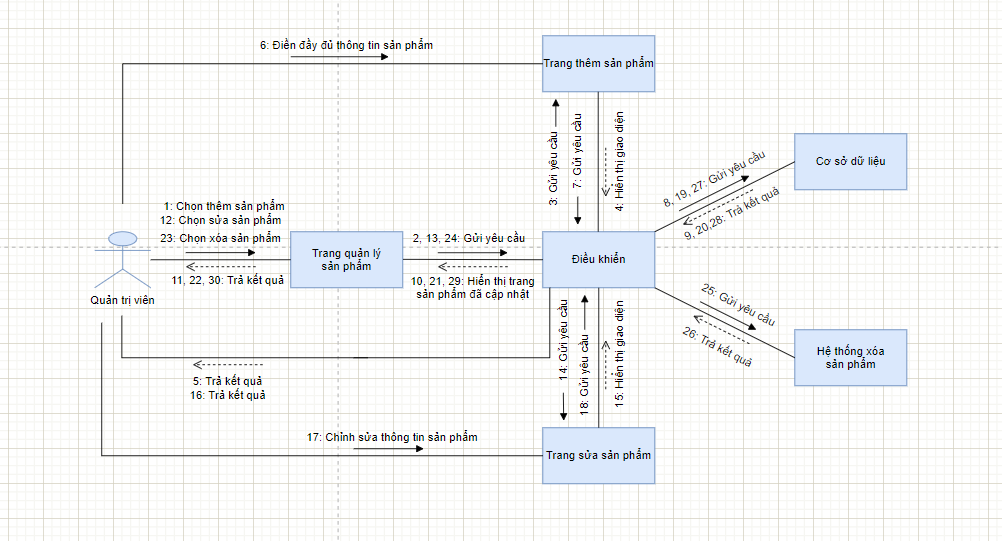 6: Điền đầy đủ thông tin sản phẩm
Trang thêm sản phẩm
3: Gửi yêu cầu
7: Gửi yêu cầu
4: Hiển thị giao diện
Cơ sở dữ liệu
8, 19, 27: Gửi yêu cầu
9, 20,28: Trả kết quả
1: Chọn thêm sản phẩm
12: Chọn sửa sản phẩm
23: Chọn xóa sản phẩm
11, 22, 30: Trả kết quả
Quản trị viên
Trang quản lý
sản phẩm
2, 13, 24: Gửi yêu cầu
10, 21, 29: Hiển thị trang
sản phẩm đã cập nhật
Điều khiển
25: Gửi yêu cầu
26: Trả kết quả
Hệ thống xóa
sản phẩm
14: Gửi yêu cầu
18: Gửi yêu cầu
15: Hiển thị giao diện
5: Trả kết quả
16: Trả kết quả
17: Chỉnh sửa thông tin sản phẩm
Trang sửa sản phẩm